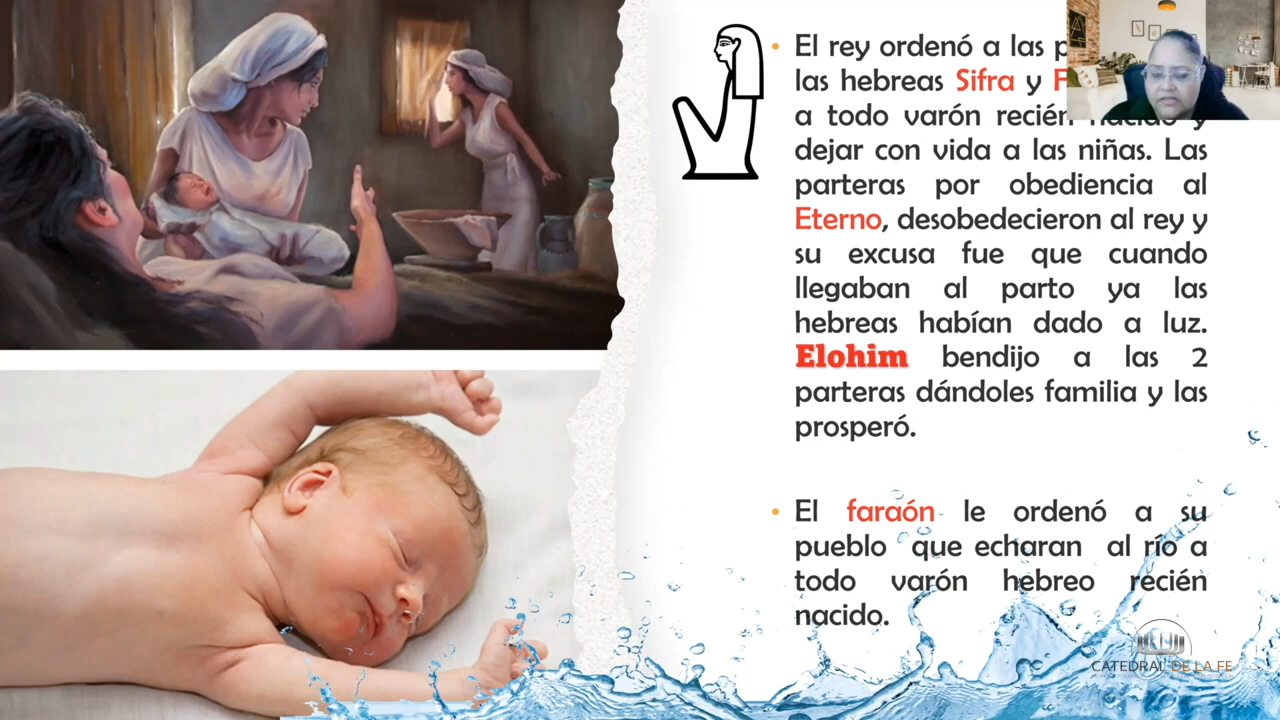 El rey ordenó a las
las hebreas Sifra y
a todo varón recién nacido y
dejar con vida a las niñas. Las
parteras por obediencia al
Eterno, desobedecieron al rey y
su excusa fue que cuando
llegaban al parto ya las
hebreas habían dado a luz.
Elohim bendijo a las 2
parteras dándoles familia y las
prosperó.
El faraón le ordenó a su
pueblo que echaran al río a
todo varón hebreo recién
nacido.
CATEDRAL DE LA FE